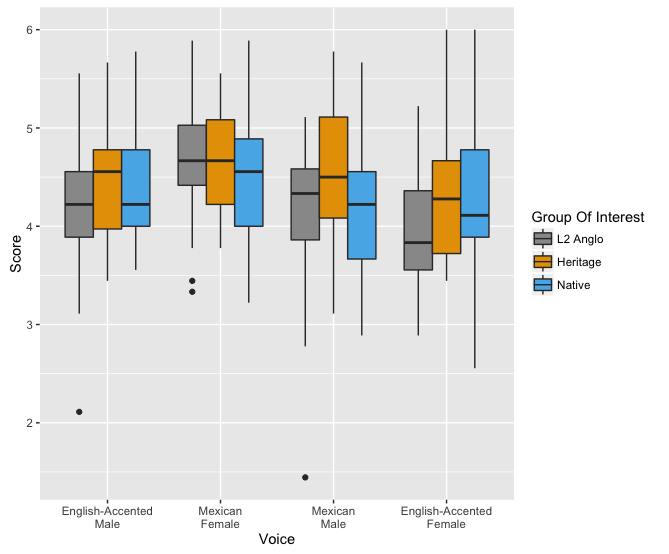 6
5
4
3
2
Score
English-Accented
Male
Mexican
Female
Mexican
Male
English-Accented
Female
Voice
Group Of Interest
L2 Anglo
Heritage
Native